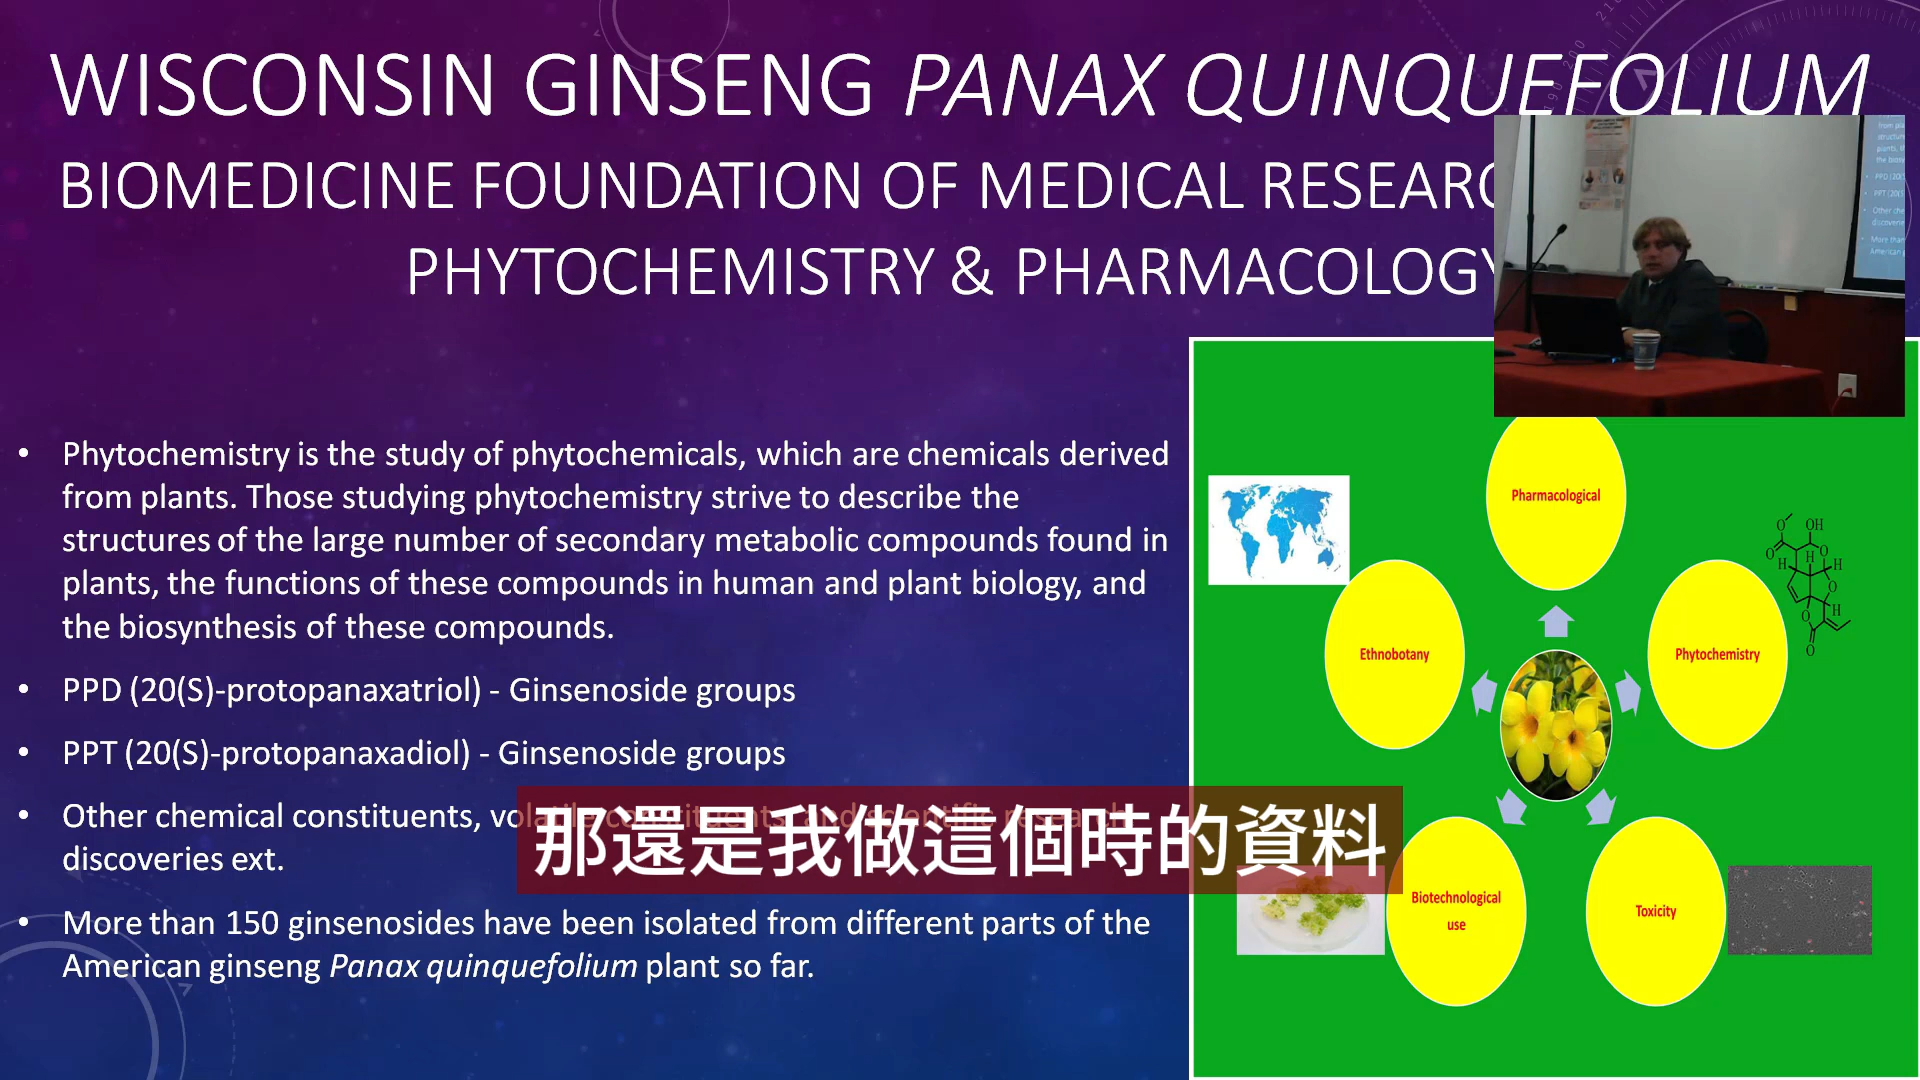 WISCONSIN GINSENG PANAX QUINQUEFOLIUM
BIOMEDICINE FOUNDATION OF MEDICAL RESEARC
PHYTOCHEMISTRY & PHARMACOLOGY
• Phytochemistry is the study of phytochemicals, which are chemicals derived
from plants. Those studying phytochemistry strive to describe the
structures of the large number of secondary metabolic compounds found in
plants, the functions of these compounds in human and plant biology, and
the biosynthesis of these compounds.
• PPD (20(S)-protopanaxatriol) - Ginsenoside groups
• PPT (20(S)-protopanaxadiol) - Ginsenoside groups
• Other chemical constituents, volatile constituents, and scientific research
discoveries ext.
• More than 150 ginsenosides have been isolated from different parts of the
American ginseng Panax quinquefolium plant so far.
Pharmacological
Ethnobotany
Phytochemistry
Biotechnological
use
Toxicity
那還是我做這個時的資料